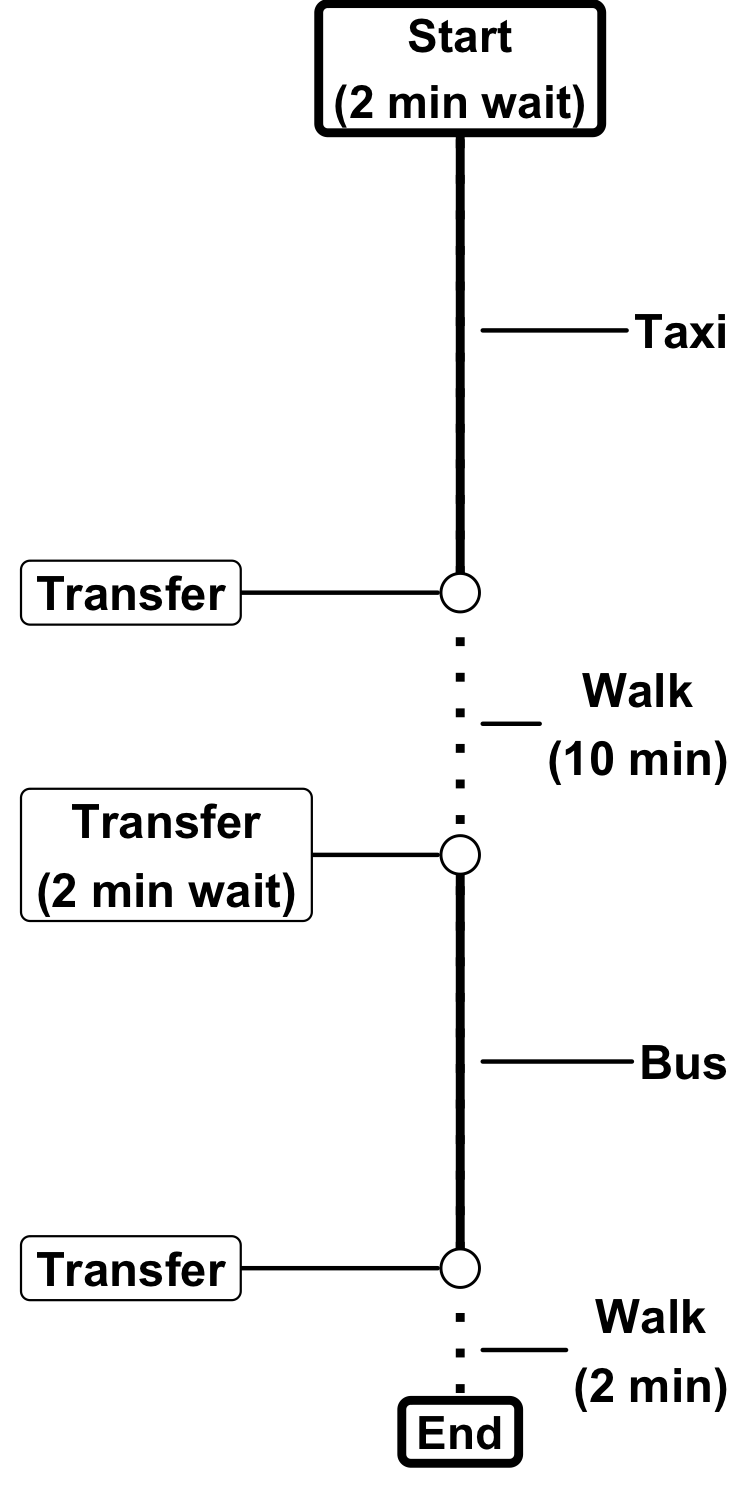 Start
(2 min wait)
Taxi
Transfer
Walk
(10 min)
Transfer
(2 min wait)
Bus
Transfer
Walk
(2 min)
End